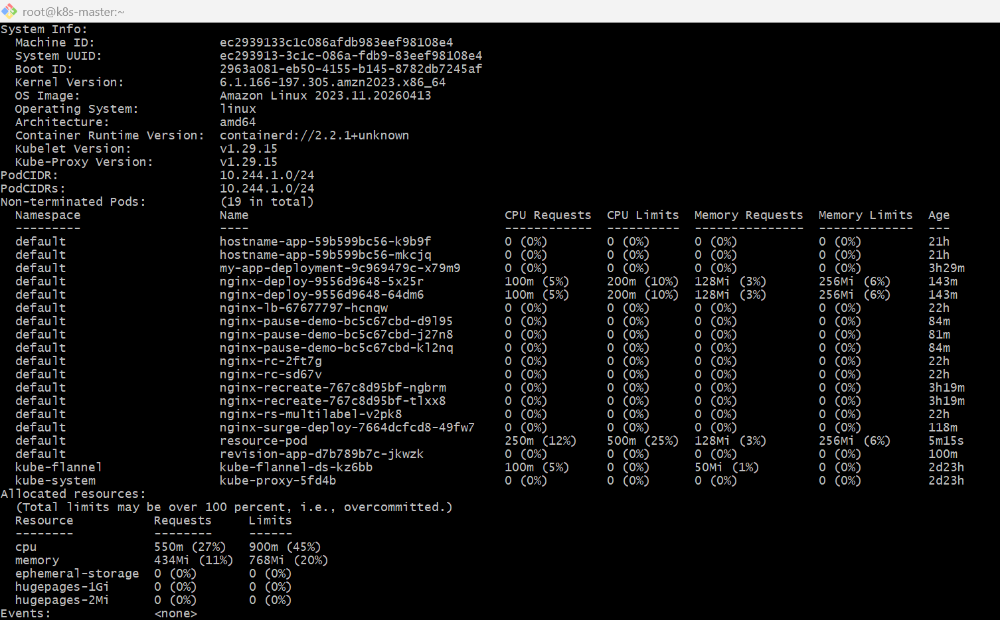 root@k8s-master:~
System Info:
  Machine ID:                 ec2939133c1c086afdb983eef98108e4
  System UUID:                ec293913-3c1c-086a-fdb9-83eef98108e4
  Boot ID:                    2963a081-eb50-4155-b145-8782db7245af
  Kernel Version:             6.1.166-197.305.amzn2023.x86_64
  OS Image:                   Amazon Linux 2023.11.20260413
  Operating System:           linux
  Architecture:               amd64
  Container Runtime Version:  containerd://2.2.1+unknown
  Kubelet Version:            v1.29.15
  Kube-Proxy Version:         v1.29.15
PodCIDR:                      10.244.1.0/24
PodCIDRs:                     10.244.1.0/24
Non-terminated Pods:          (19 in total)
  Namespace                   Name                                   CPU Requests  CPU Limits  Memory Requests  Memory Limits  Age
  ---------                   ----                                   ------------  ----------  ---------------  -------------  ---
  default                     hostname-app-59b599bc56-k9b9f          0 (0%)        0 (0%)      0 (0%)           0 (0%)         21h
  default                     hostname-app-59b599bc56-mkcjq          0 (0%)        0 (0%)      0 (0%)           0 (0%)         21h
  default                     my-app-deployment-9c969479c-x79m9      0 (0%)        0 (0%)      0 (0%)           0 (0%)         3h29m
  default                     nginx-deploy-9556d9648-5x25r           100m (5%)     200m (10%)  128Mi (3%)       256Mi (6%)     143m
  default                     nginx-deploy-9556d9648-64dm6           100m (5%)     200m (10%)  128Mi (3%)       256Mi (6%)     143m
  default                     nginx-lb-67677797-hcnqw                0 (0%)        0 (0%)      0 (0%)           0 (0%)         22h
  default                     nginx-pause-demo-bc5c67cbd-d9l95       0 (0%)        0 (0%)      0 (0%)           0 (0%)         84m
  default                     nginx-pause-demo-bc5c67cbd-j27n8       0 (0%)        0 (0%)      0 (0%)           0 (0%)         81m
  default                     nginx-pause-demo-bc5c67cbd-kl2nq       0 (0%)        0 (0%)      0 (0%)           0 (0%)         84m
  default                     nginx-rc-2ft7g                         0 (0%)        0 (0%)      0 (0%)           0 (0%)         22h
  default                     nginx-rc-sd67v                         0 (0%)        0 (0%)      0 (0%)           0 (0%)         22h
  default                     nginx-recreate-767c8d95bf-ngbrm        0 (0%)        0 (0%)      0 (0%)           0 (0%)         3h19m
  default                     nginx-recreate-767c8d95bf-tlxx8        0 (0%)        0 (0%)      0 (0%)           0 (0%)         3h19m
  default                     nginx-rs-multilabel-v2pk8              0 (0%)        0 (0%)      0 (0%)           0 (0%)         22h
  default                     nginx-surge-deploy-7664dcfcd8-49fw7    0 (0%)        0 (0%)      0 (0%)           0 (0%)         118m
  default                     resource-pod                           250m (12%)    500m (25%)  128Mi (3%)       256Mi (6%)     5m15s
  default                     revision-app-d7b789b7c-jkwzk           0 (0%)        0 (0%)      0 (0%)           0 (0%)         100m
  kube-flannel                kube-flannel-ds-kz6bb                  100m (5%)     0 (0%)      50Mi (1%)        0 (0%)         2d23h
  kube-system                 kube-proxy-5fd4b                       0 (0%)        0 (0%)      0 (0%)           0 (0%)         2d23h
Allocated resources:
  (Total limits may be over 100 percent, i.e., overcommitted.)
  Resource           Requests     Limits
  --------           --------     ------
  cpu                550m (27%)   900m (45%)
  memory             434Mi (11%)  768Mi (20%)
  ephemeral-storage  0 (0%)       0 (0%)
  hugepages-1Gi      0 (0%)       0 (0%)
  hugepages-2Mi      0 (0%)       0 (0%)
Events:              <none>